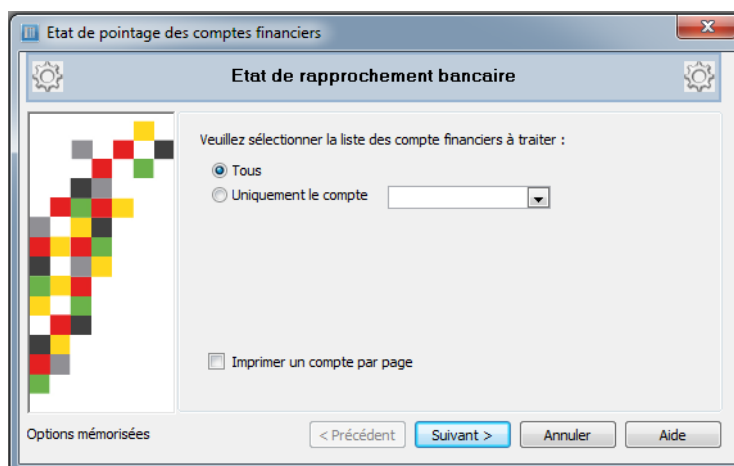 Etat de pointage des comptes financiers
Etat de rapprochement bancaire
Veuillez sélectionner la liste des compte financiers à traiter :
Tous
Uniquement le compte
Imprimer un compte par page
Options mémorisées
< Précédent Suivant > Annuler Aide